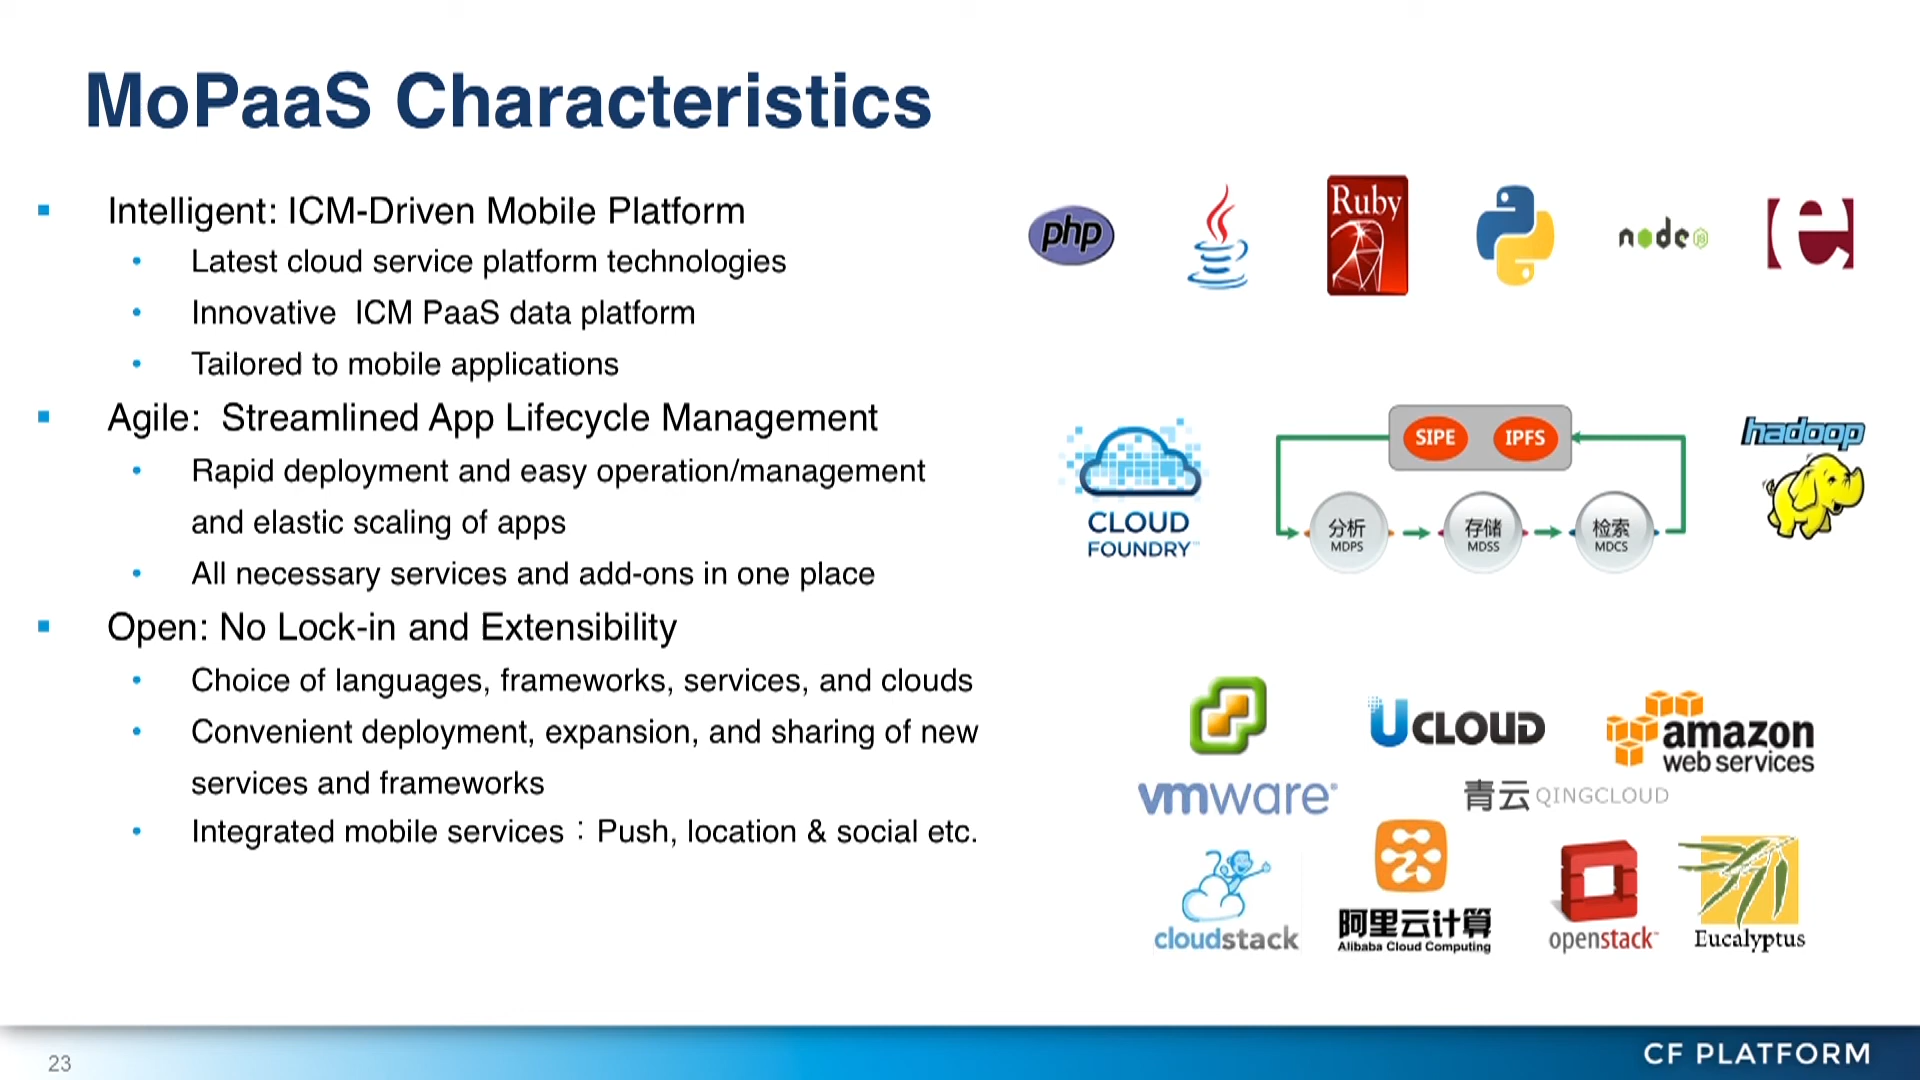 MoPaaS Characteristics
Intelligent: ICM-Driven Mobile Platform
Latest cloud service platform technologies
Innovative ICM PaaS data platform
Tailored to mobile applications
Agile: Streamlined App Lifecycle Management
Rapid deployment and easy operation/management
and elastic scaling of apps
All necessary services and add-ons in one place
Open: No Lock-in and Extensibility
Choice of languages, frameworks, services, and clouds
Convenient deployment, expansion, and sharing of new
services and frameworks
Integrated mobile services：Push, location & social etc.
php
Ruby
node
JS
e
CLOUD
FOUNDRY™
SIPE
IPFS
分析
MDPS
存储
MDSS
检索
MDCS
hadoop
vmware®
UCLOUD
amazon
web services
青云 QINGCLOUD
cloudstack
阿里云计算
Alibaba Cloud Computing
openstack™
Eucalyptus
23
CF PLATFORM